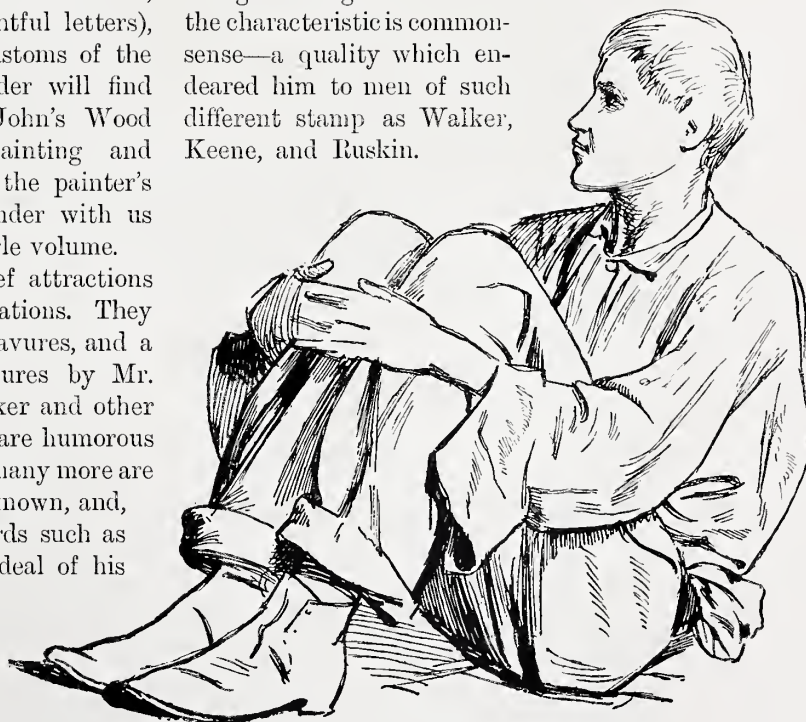 ntful letters),
stoms of the
der will find
John's Wood
ainting and
the painter's
nder with us
rle volume.
ef attractions
ations. They
avures, and a
ures by Mr.
ker and other
are humorous
many more are
known, and,
rds such as
deal of his
the characteristic is common-
sense—a quality which en-
deared him to men of such
different stamp as Walker,
Keene, and Ruskin.